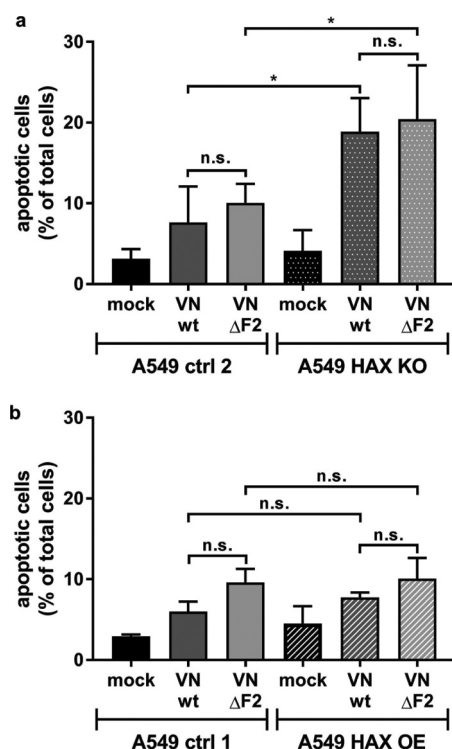 a
*
*
n.s.
n.s.
apoptotic cells
(% of total cells)
30
20
10
0
mock
VN
wt
VN
ΔF2
mock
VN
wt
VN
ΔF2
A549 ctrl 2
A549 HAX KO
b
apoptotic cells
(% of total cells)
30
20
10
0
n.s.
n.s.
n.s.
n.s.
mock
VN
wt
VN
ΔF2
mock
VN
wt
VN
ΔF2
A549 ctrl 1
A549 HAX OE